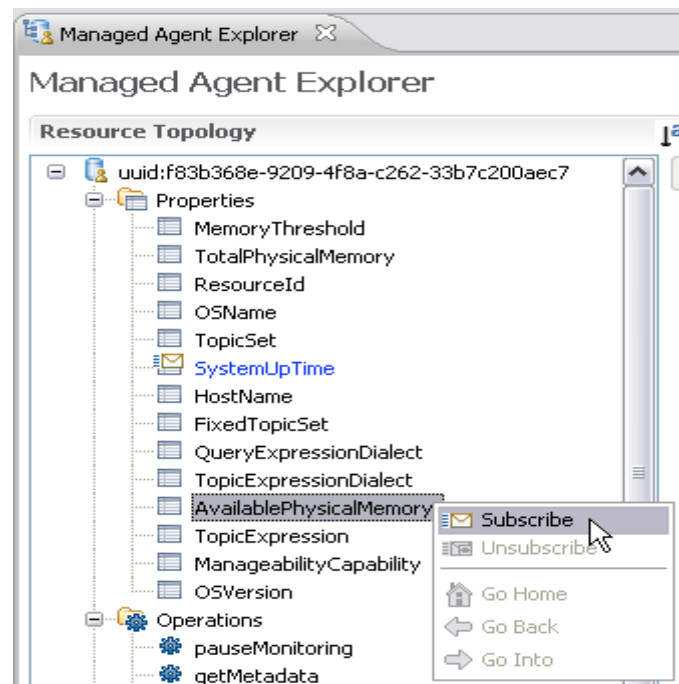 Managed Agent Explorer
Managed Agent Explorer
Resource Topology
uuid:f83b368e-9209-4f8a-c262-33b7c200aec7
Properties
MemoryThreshold
TotalPhysicalMemory
ResourceId
OSName
TopicSet
SystemUpTime
HostName
FixedTopicSet
QueryExpressionDialect
TopicExpressionDialect
AvailablePhysicalMemory
Subscribe
TopicExpression
Unsubscribe
ManageabilityCapability
OSVersion
Go Home
Operations
Go Back
pauseMonitoring
Go Into
getMetadata